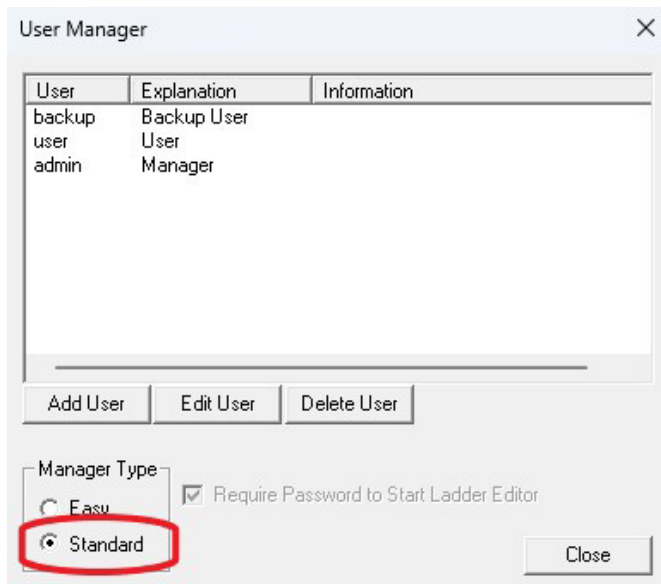 User Manager
User Explanation Information
backup Backup User
user User
admin Manager
Add User Edit User Delete User
Manager Type
Easy
Require Password to Start Ladder Editor
Standard
Close